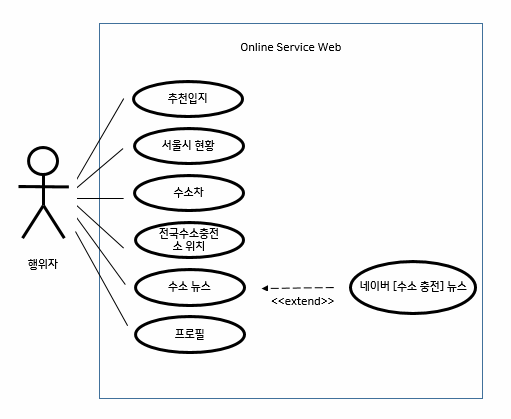 Online Service Web
추천입지
서울시 현황
수소차
전국수소충전
소 위치
행위자
수소 뉴스
네이버 [수소 충전] 뉴스
<<extend>>
프로필